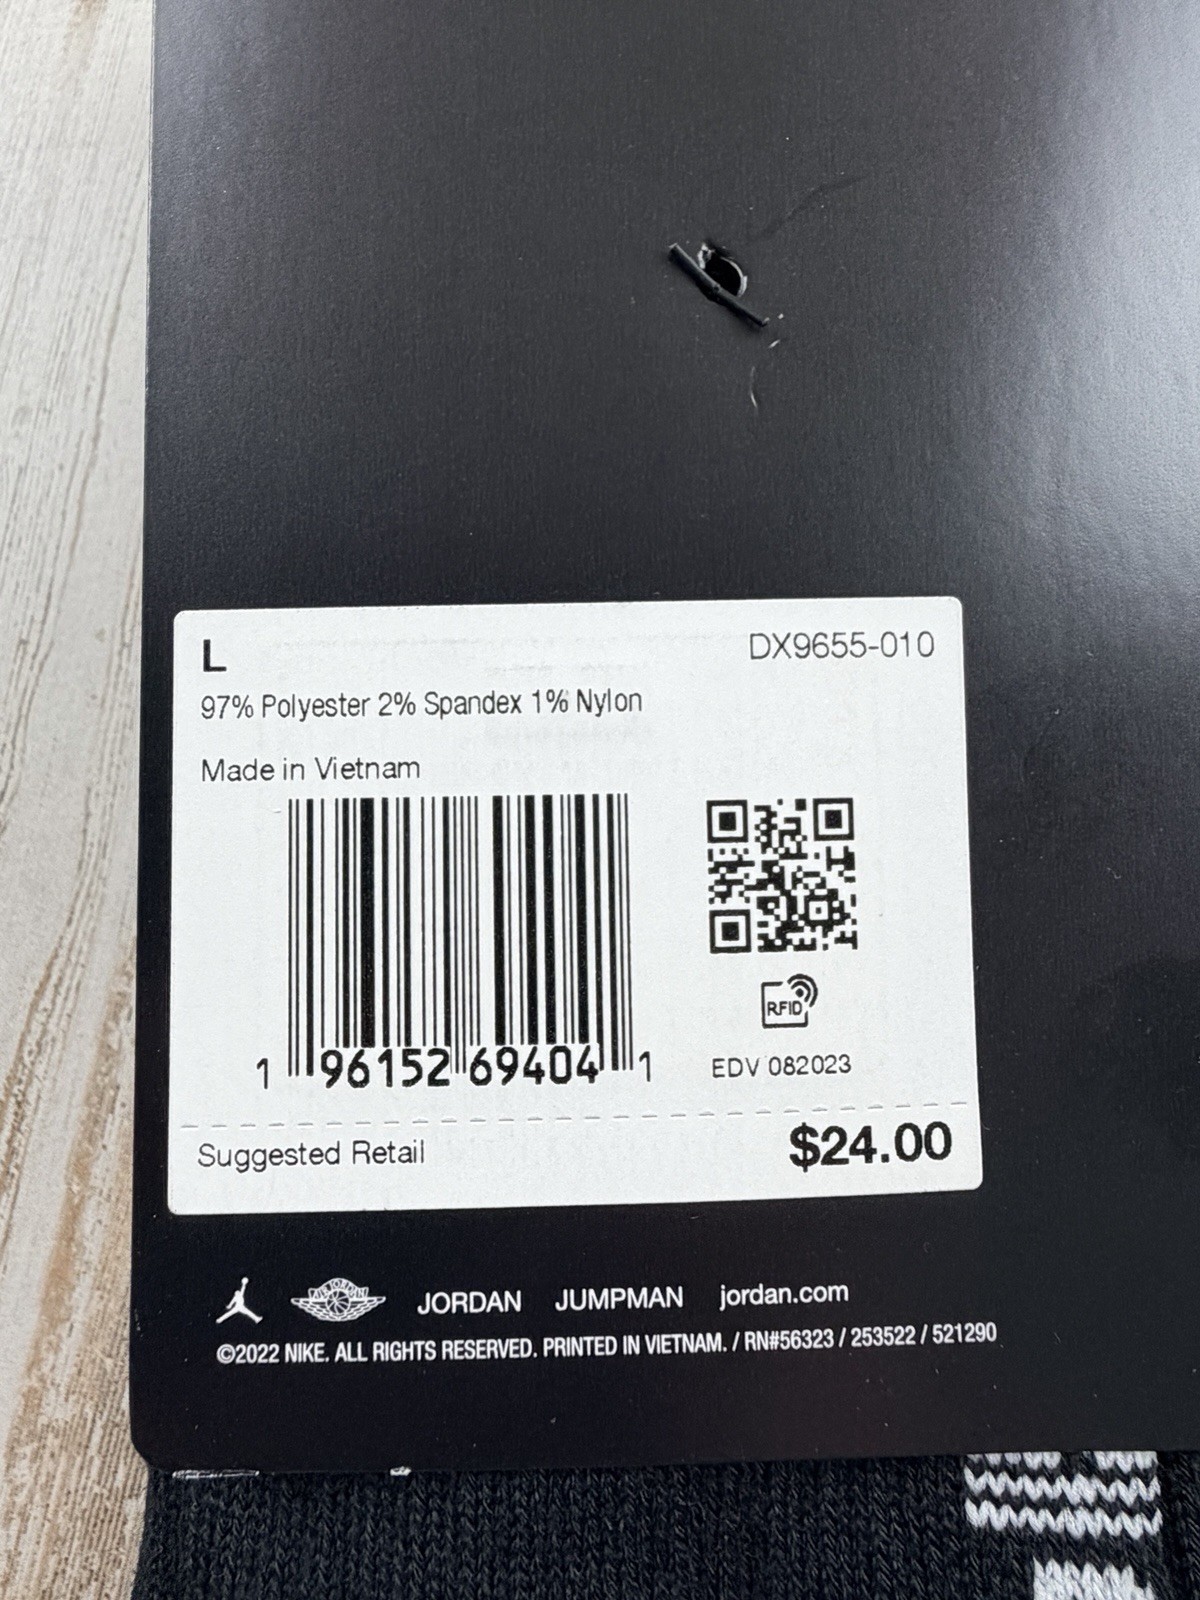 L
DX9655-010
97% Polyester 2% Spandex 1% Nylon
Made in Vietnam
RFID
1 96152 69404 1
EDV 082023
Suggested Retail
$24.00
AIR JORDAN
JORDAN JUMPMAN jordan.com
©2022 NIKE. ALL RIGHTS RESERVED. PRINTED IN VIETNAM. / RN#56323 / 253522 / 521290